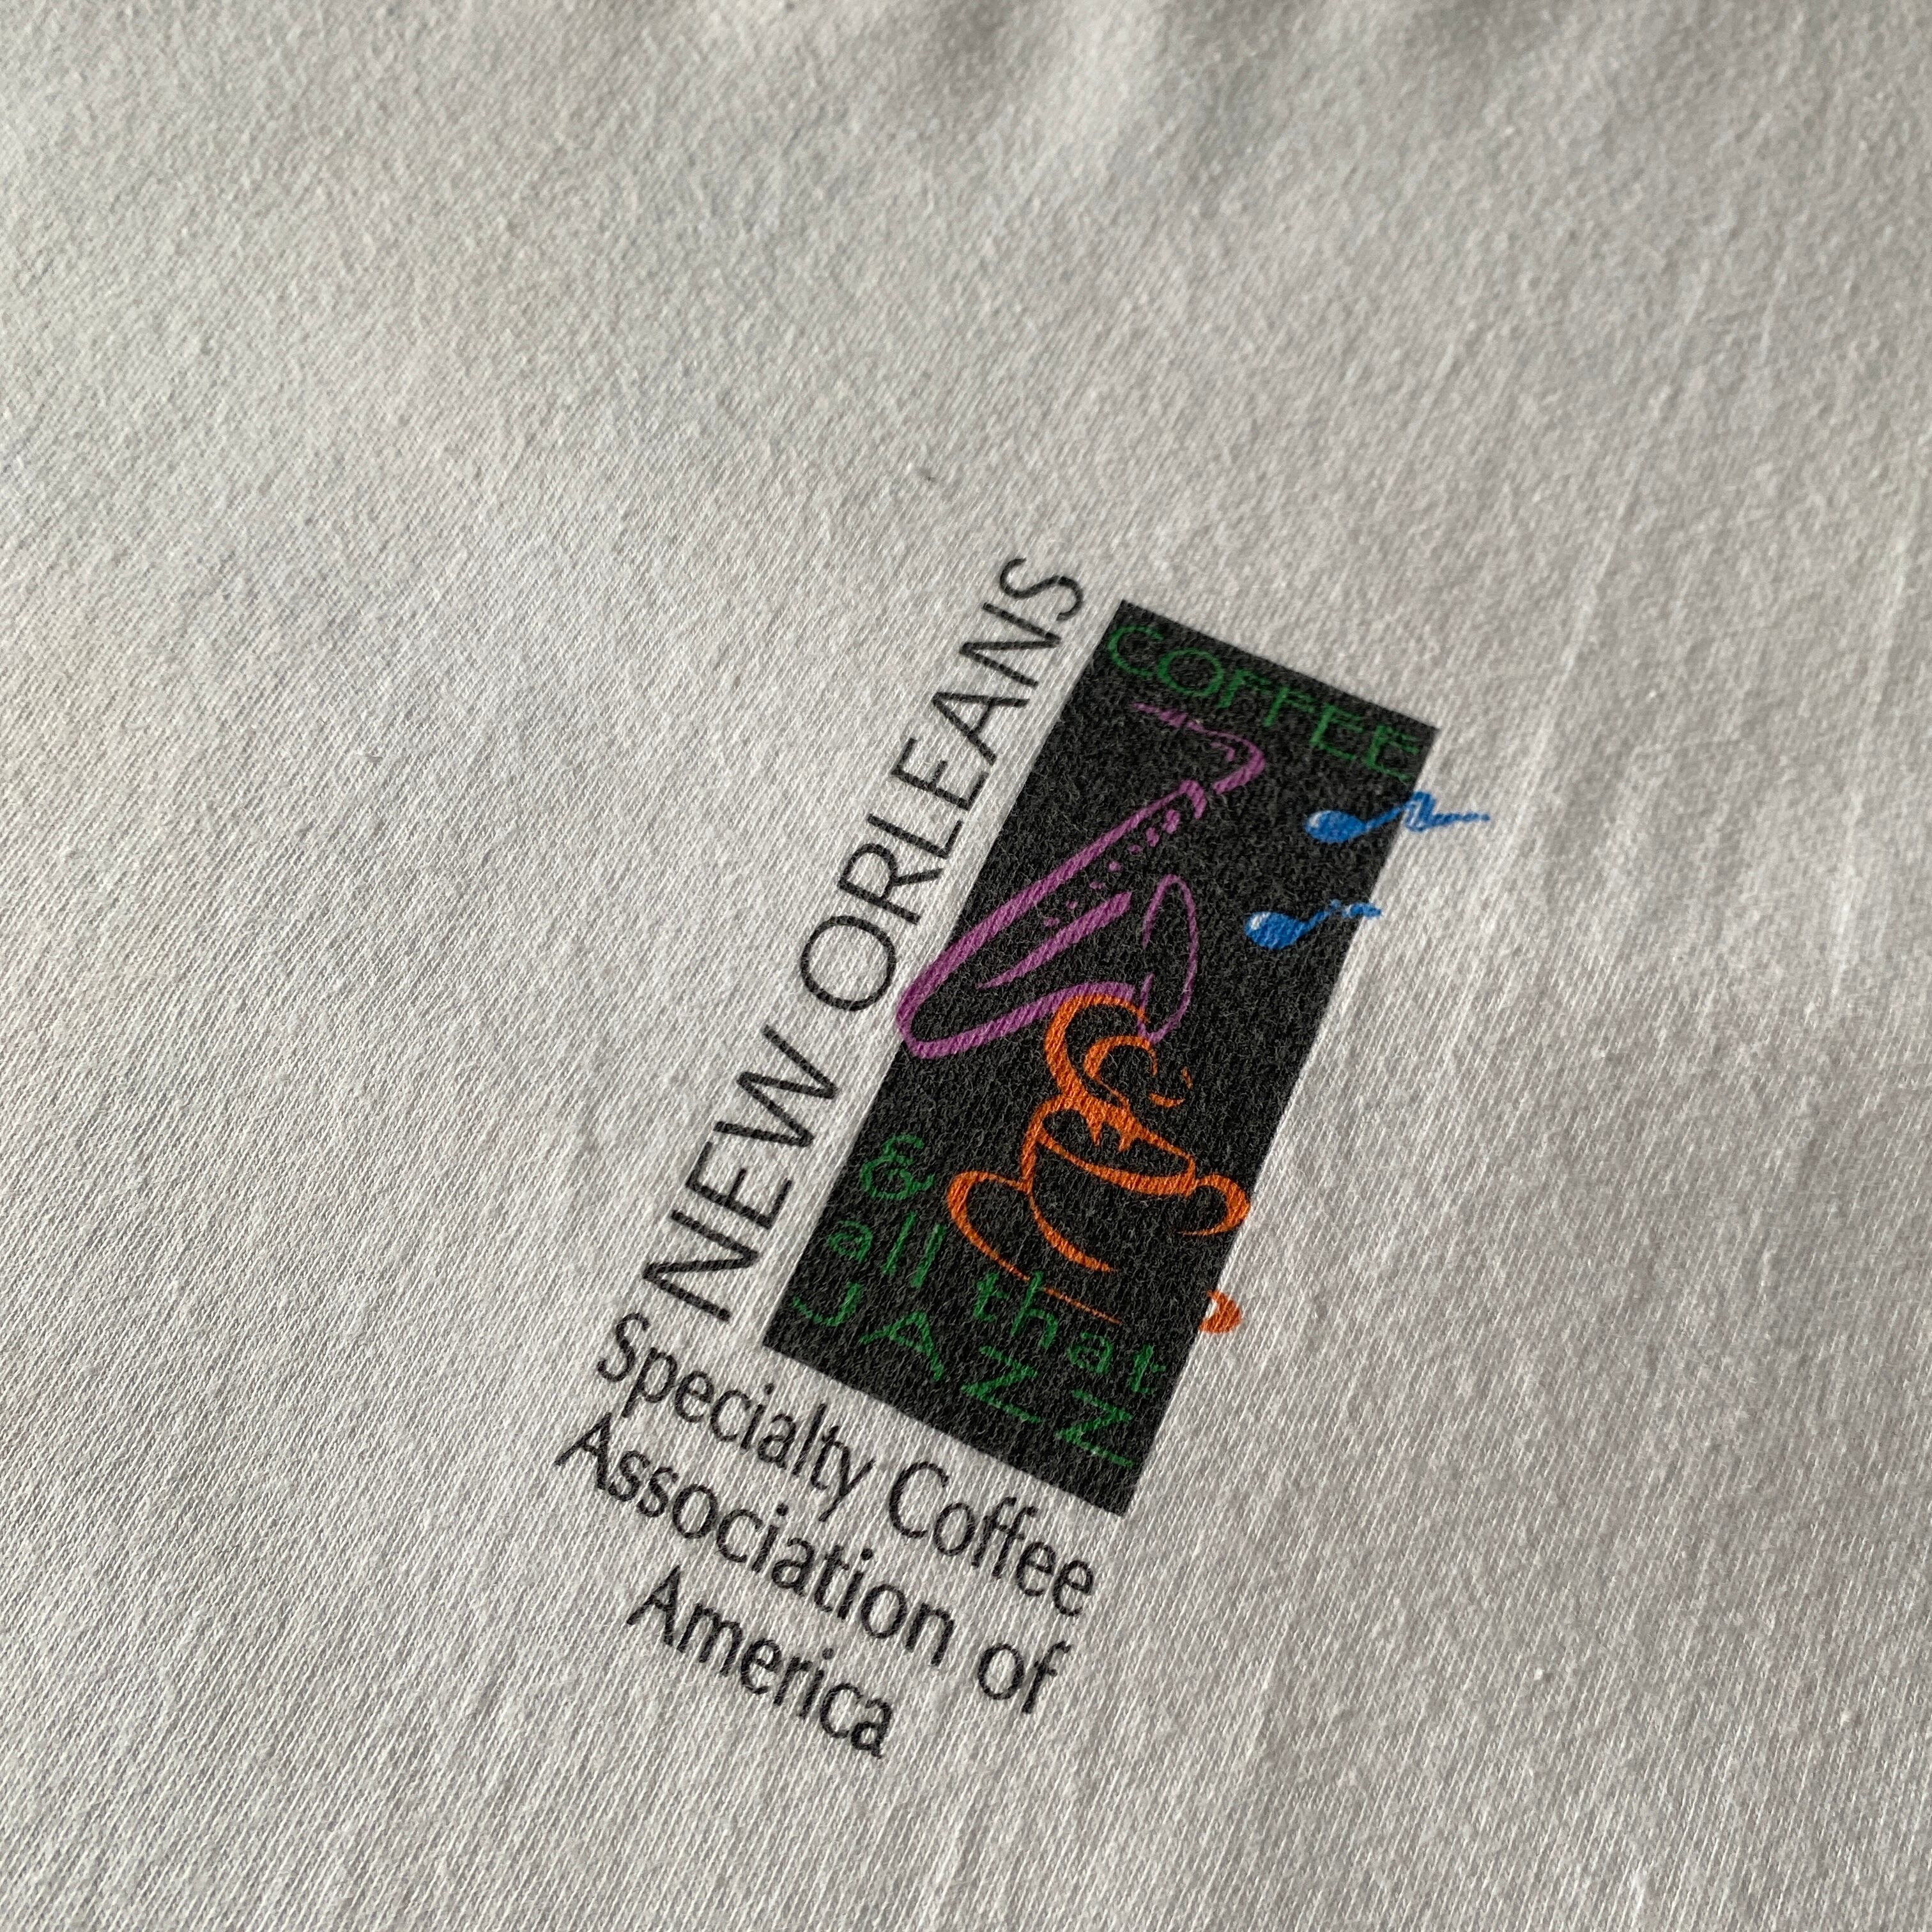 NEW ORLEANS
COFFEE
&
all that
JAZZ
Specialty Coffee
Association of
America